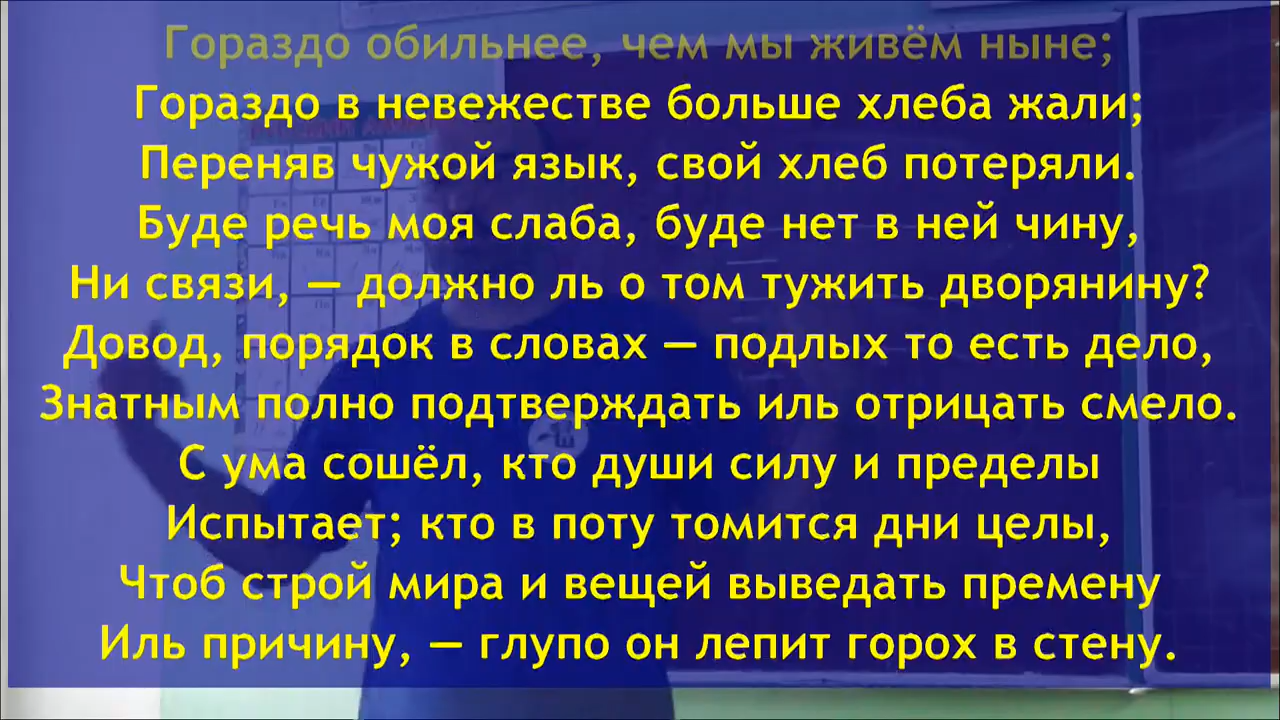 Гораздо обильнее, чем мы живём ныне;
Гораздо в невежестве больше хлеба жали;
Переняв чужой язык, свой хлеб потеряли.
Буде речь моя слаба, буде нет в ней чину,
Ни связи, — должно ль о том тужить дворянину?
Довод, порядок в словах — подлых то есть дело,
Знатным полно подтверждать иль отрицать смело.
С ума сошёл, кто души силу и пределы
Испытает; кто в поту томится дни целы,
Чтоб строй мира и вещей выведать премену
Иль причину, — глупо он лепит горох в стену.